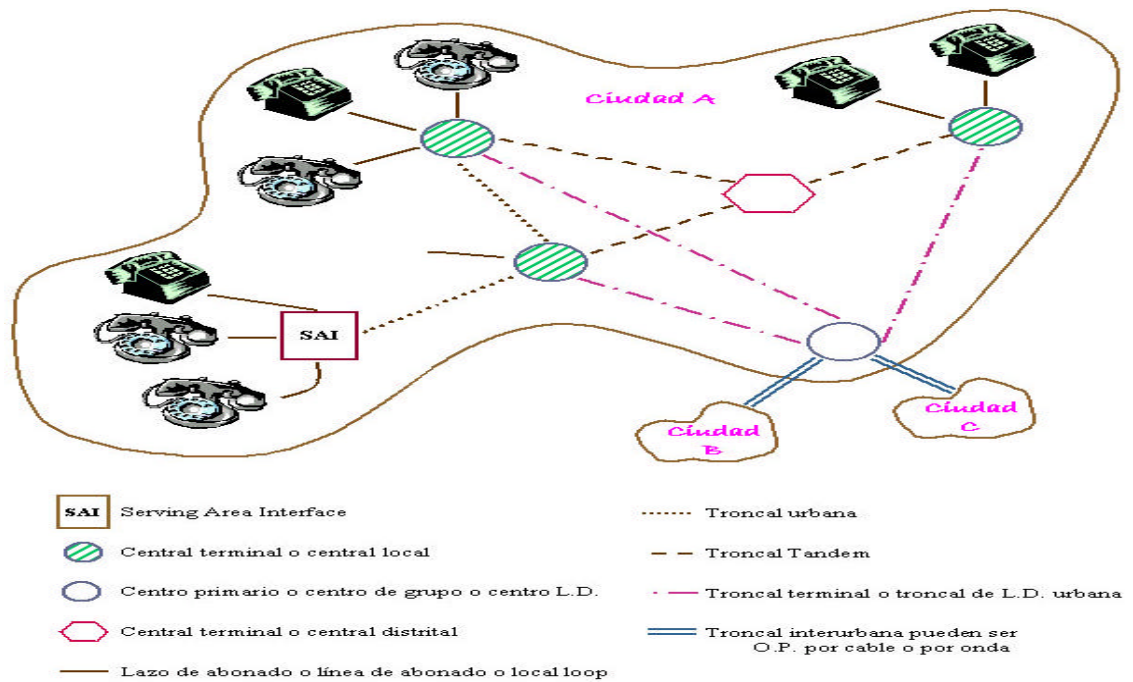 Ciudad A
SAI
Ciudad
B
Ciudad
C
SAI Serving Area Interface
Central terminal o central local
Centro primario o centro de grupo o centro L.D.
Central terminal o central distrital
Lazo de abonado o línea de abonado o local loop
Troncal urbana
Troncal Tandem
Troncal terminal o troncal de L.D. urbana
Troncal interurbana pueden ser
O.P. por cable o por onda